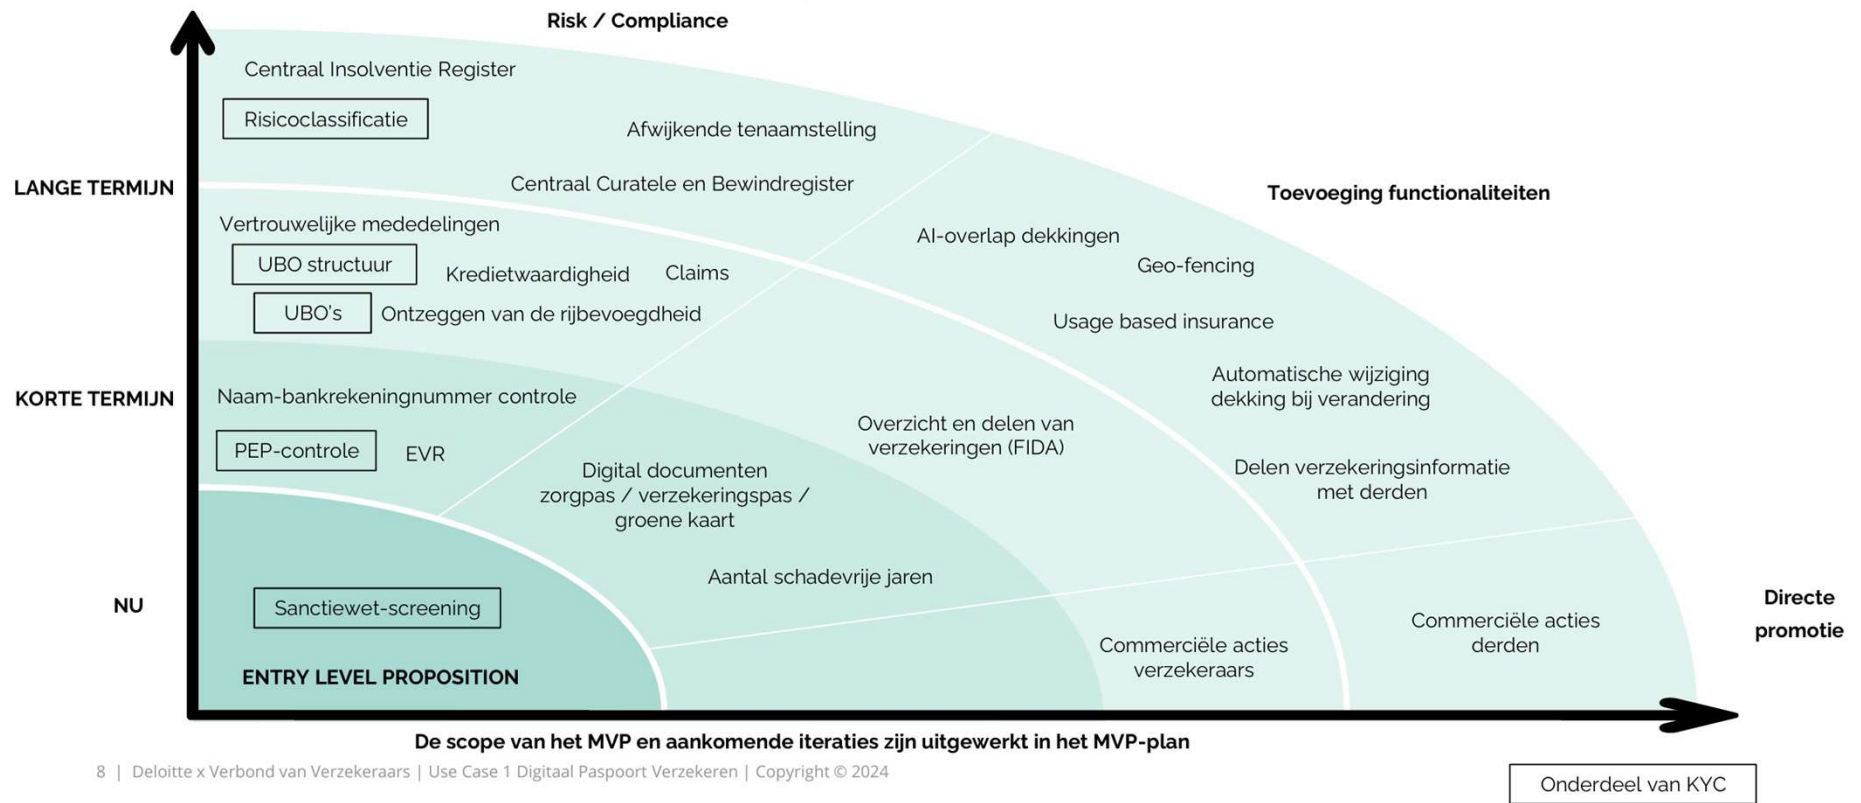 Risk / Compliance
Centraal Insolventie Register
Risicoclassificatie
Afwijkende tenaamstelling
LANGE TERMIJN
Centraal Curatele en Bewindregister
Toevoeging functionaliteiten
Vertrouwelijke mededelingen
AI-overlap dekkingen
UBO structuur
Kredietwaardigheid
Claims
Geo-fencing
UBO's
Ontzeggen van de rijbevoegdheid
Usage based insurance
Automatische wijziging
dekking bij verandering
KORTE TERMIJN
Naam-bankrekeningnummer controle
Overzicht en delen van
verzekeringen (FIDA)
PEP-controle
EVR
Digital documenten
zorgpas / verzekeringspas /
groene kaart
Delen verzekeringsinformatie
met derden
Aantal schadevrije jaren
NU
Sanctiewet-screening
Directe
promotie
Commerciële acties
derden
Commerciële acties
verzekeraars
ENTRY LEVEL PROPOSITION
De scope van het MVP en aankomende iteraties zijn uitgewerkt in het MVP-plan
8 | Deloitte x Verbond van Verzekeraars | Use Case 1 Digitaal Paspoort Verzekeren | Copyright © 2024
Onderdeel van KYC